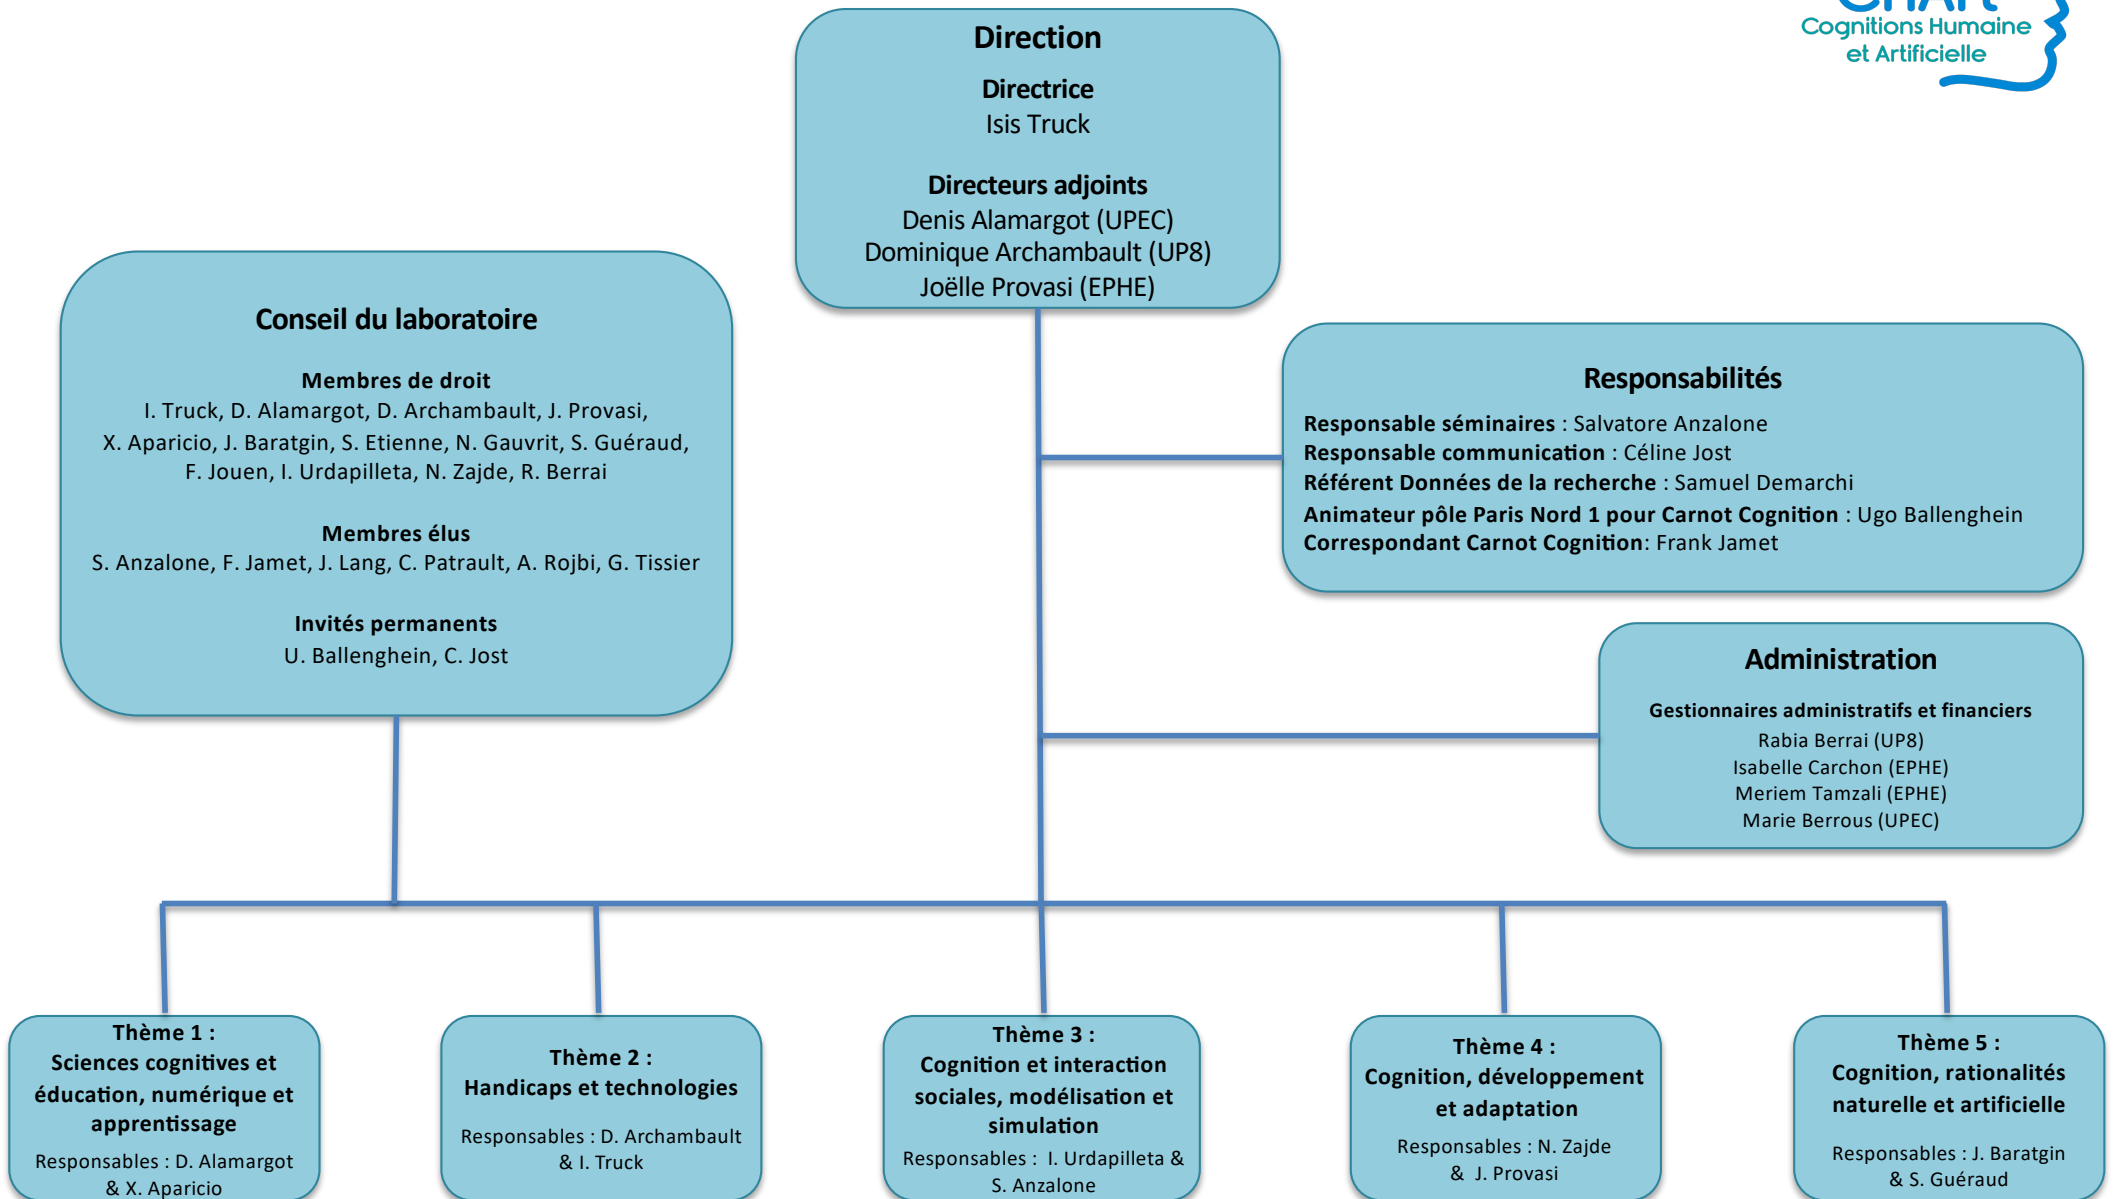 Cognitions Humaine
et Artificielle
Direction
Directrice
Isis Truck
Directeurs adjoints
Denis Alamargot (UPEC)
Dominique Archambault (UP8)
Joëlle Provasi (EPHE)
Conseil du laboratoire
Membres de droit
I. Truck, D. Alamargot, D. Archambault, J. Provasi,
X. Aparicio, J. Baratgin, S. Etienne, N. Gauvrit, S. Guéraud,
F. Jouen, I. Urdapilleta, N. Zajde, R. Berrai
Membres élus
S. Anzalone, F. Jamet, J. Lang, C. Patrault, A. Rojbi, G. Tissier
Invités permanents
U. Ballenghein, C. Jost
Responsabilités
Responsable séminaires : Salvatore Anzalone
Responsable communication : Céline Jost
Référent Données de la recherche : Samuel Demarchi
Animateur pôle Paris Nord 1 pour Carnot Cognition : Ugo Ballenghein
Correspondant Carnot Cognition: Frank Jamet
Administration
Gestionnaires administratifs et financiers
Rabia Berrai (UP8)
Isabelle Carchon (EPHE)
Meriem Tamzali (EPHE)
Marie Berrous (UPEC)
Thème 1 :
Sciences cognitives et
éducation, numérique et
apprentissage
Responsables : D. Alamargot
& X. Aparicio
Thème 2 :
Handicaps et technologies
Responsables : D. Archambault
& I. Truck
Thème 3 :
Cognition et interaction
sociales, modélisation et
simulation
Responsables : I. Urdapilleta &
S. Anzalone
Thème 4 :
Cognition, développement
et adaptation
Responsables : N. Zajde
& J. Provasi
Thème 5 :
Cognition, rationalités
naturelle et artificielle
Responsables : J. Baratgin
& S. Guéraud